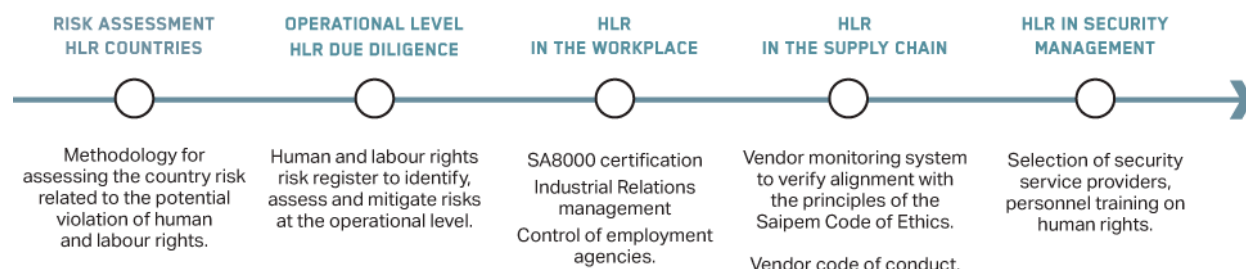 RISK ASSESSMENT
HLR COUNTRIES
OPERATIONAL LEVEL
HLR DUE DILIGENCE
HLR
IN THE WORKPLACE
HLR
IN THE SUPPLY CHAIN
HLR IN SECURITY
MANAGEMENT
Methodology for
assessing the country risk
related to the potential
violation of human
and labour rights.
Human and labour rights
risk register to identify,
assess and mitigate risks
at the operational level.
SA8000 certification
Industrial Relations
management
Control of employment
agencies.
Vendor monitoring system
to verify alignment with
the principles of the
Saipem Code of Ethics.
Vendor code of conduct.
Selection of security
service providers,
personnel training on
human rights.